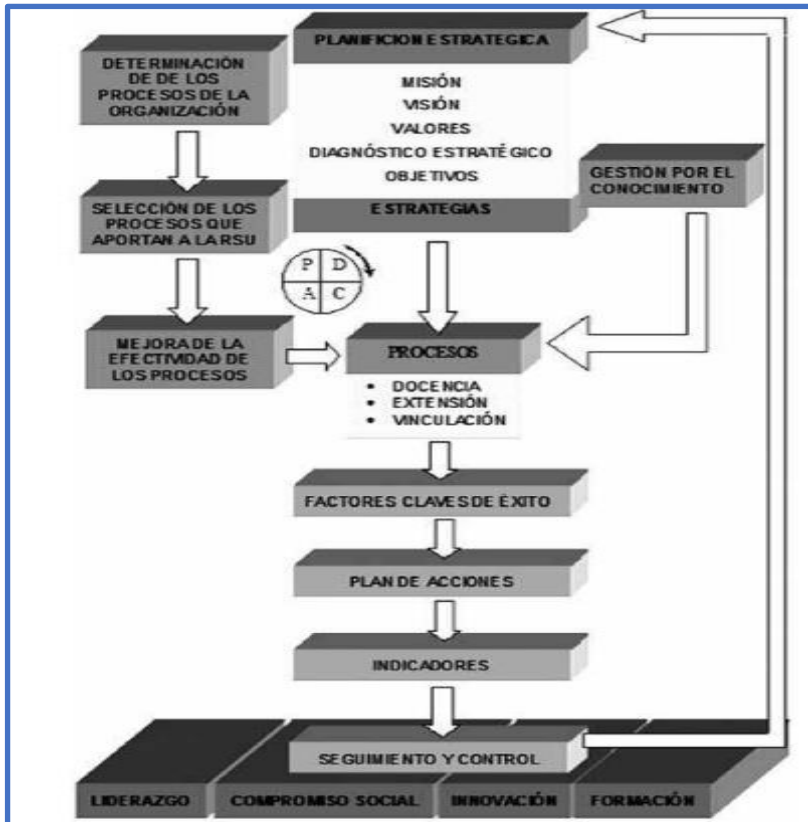 DETERMINACIÓN
DE DE LOS
PROCESOS DE LA
ORGANIZACIÓN
SELECCIÓN DE LOS
PROCESOS QUE
APORTAN A LA RSU
MEJORA DE LA
EFECTIVIDAD DE
LOS PROCESOS
PLANIFICION ESTRATEGICA
MISIÓN
VISIÓN
VALORES
DIAGNÓSTICO ESTRATÉGICO
OBJETIVOS
ESTRATEGIAS
GESTIÓN POR EL
CONOCIMIENTO
P D
A C
PROCESOS
• DOCENCIA
• EXTENSIÓN
• VINCULACIÓN
FACTORES CLAVES DE ÉXITO
PLAN DE ACCIONES
INDICADORES
SEGUIMIENTO Y CONTROL
LIDERAZGO COMPROMISO SOCIAL INNOVACIÓN FORMACIÓN